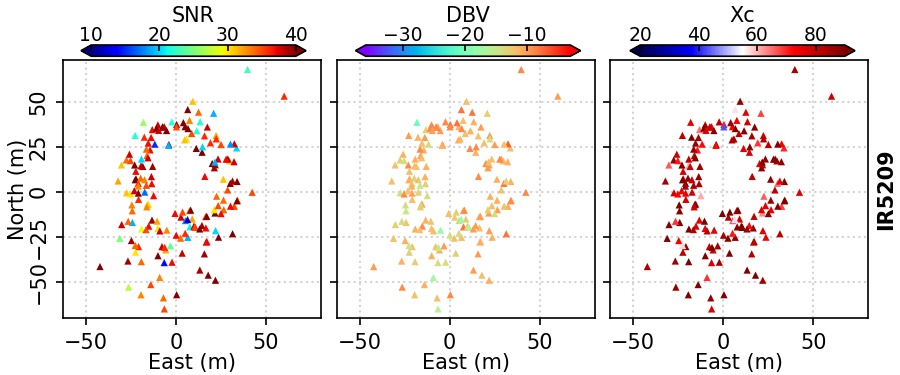 SNR DBV Xc
10 20 30 40 −30 −20 −10 20 40 60 80
North (m)
50
25
0
−25
−50
−50 0 50 −50 0 50 −50 0 50
East (m) East (m) East (m)
IR5209